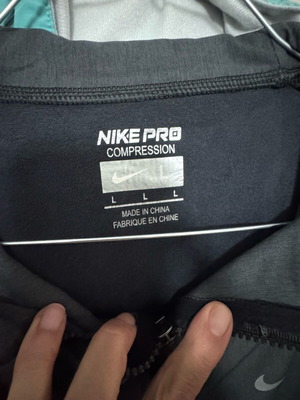 NIKE PRO
COMPRESSION
L L L
MADE IN CHINA
FABRIQUE EN CHINE